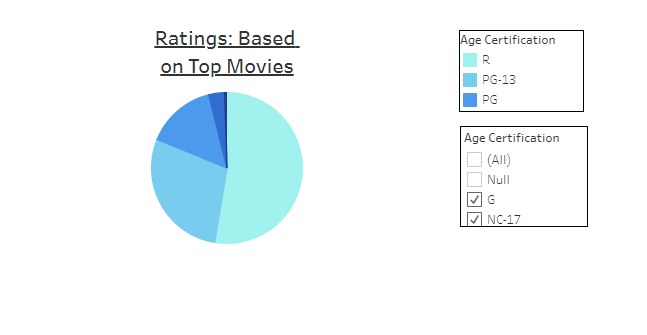 Ratings: Based
on Top Movies
Age Certification
R
PG-13
PG
Age Certification
(All)
Null
G
NC-17